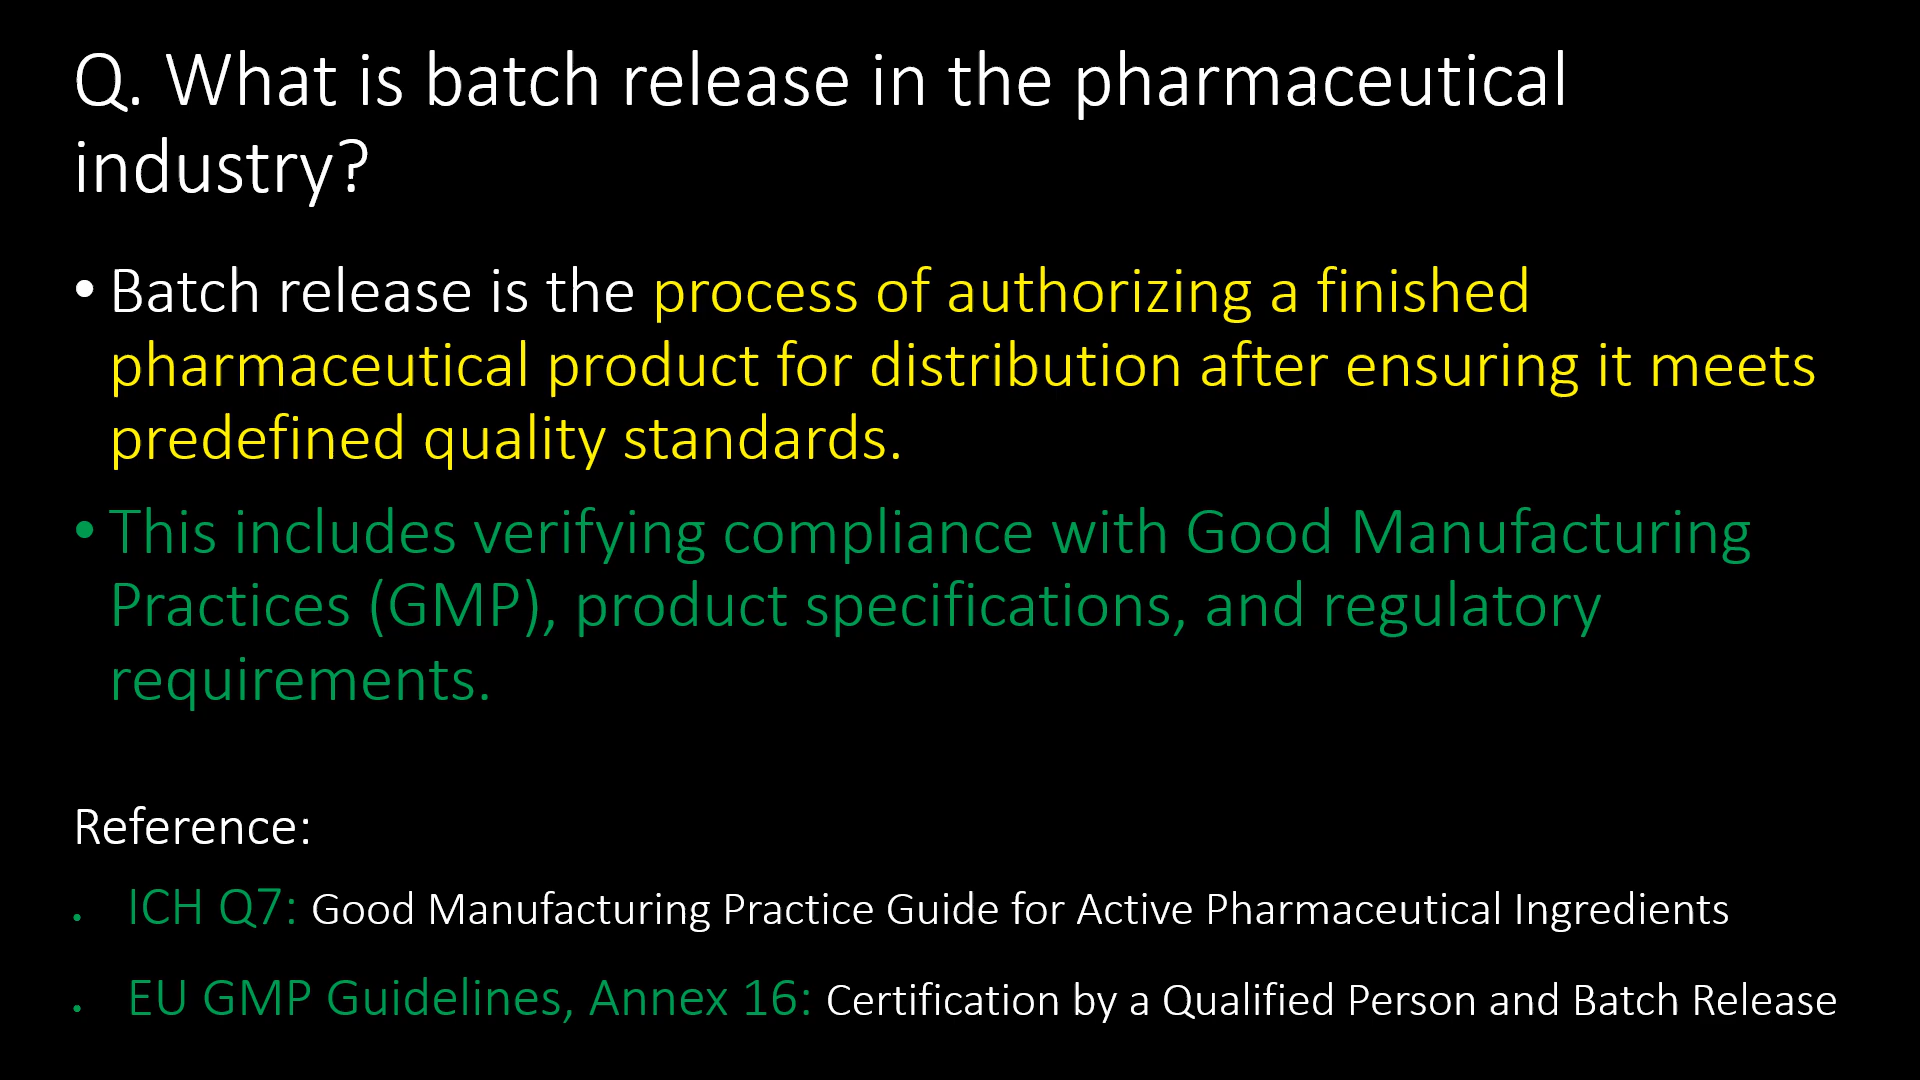 Q. What is batch release in the pharmaceutical
industry?
• Batch release is the process of authorizing a finished
pharmaceutical product for distribution after ensuring it meets
predefined quality standards.
• This includes verifying compliance with Good Manufacturing
Practices (GMP), product specifications, and regulatory
requirements.
Reference:
• ICH Q7: Good Manufacturing Practice Guide for Active Pharmaceutical Ingredients
• EU GMP Guidelines, Annex 16: Certification by a Qualified Person and Batch Release